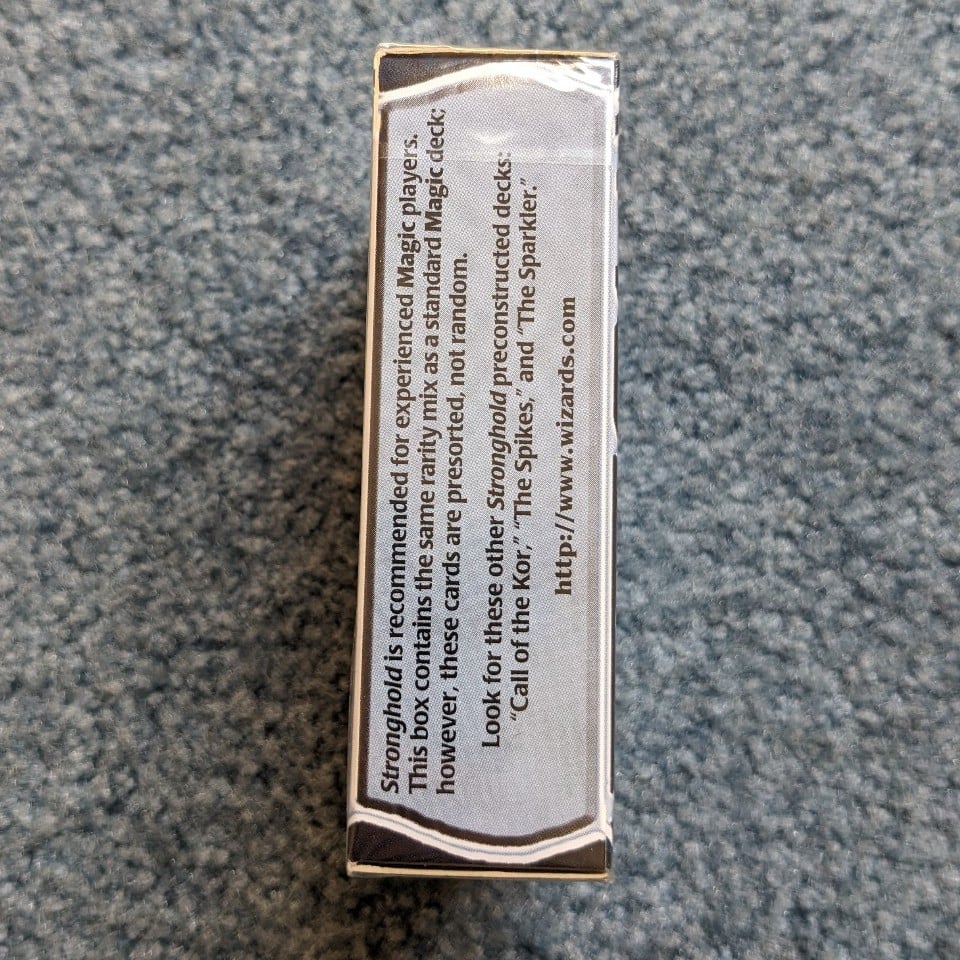 Stronghold is recommended for experienced Magic players.
This box contains the same rarity mix as a standard Magic deck;
however, these cards are presorted, not random.
Look for these other Stronghold preconstructed decks:
“Call of the Kor,” “The Spikes,” and “The Sparkler.”
http://www.wizards.com